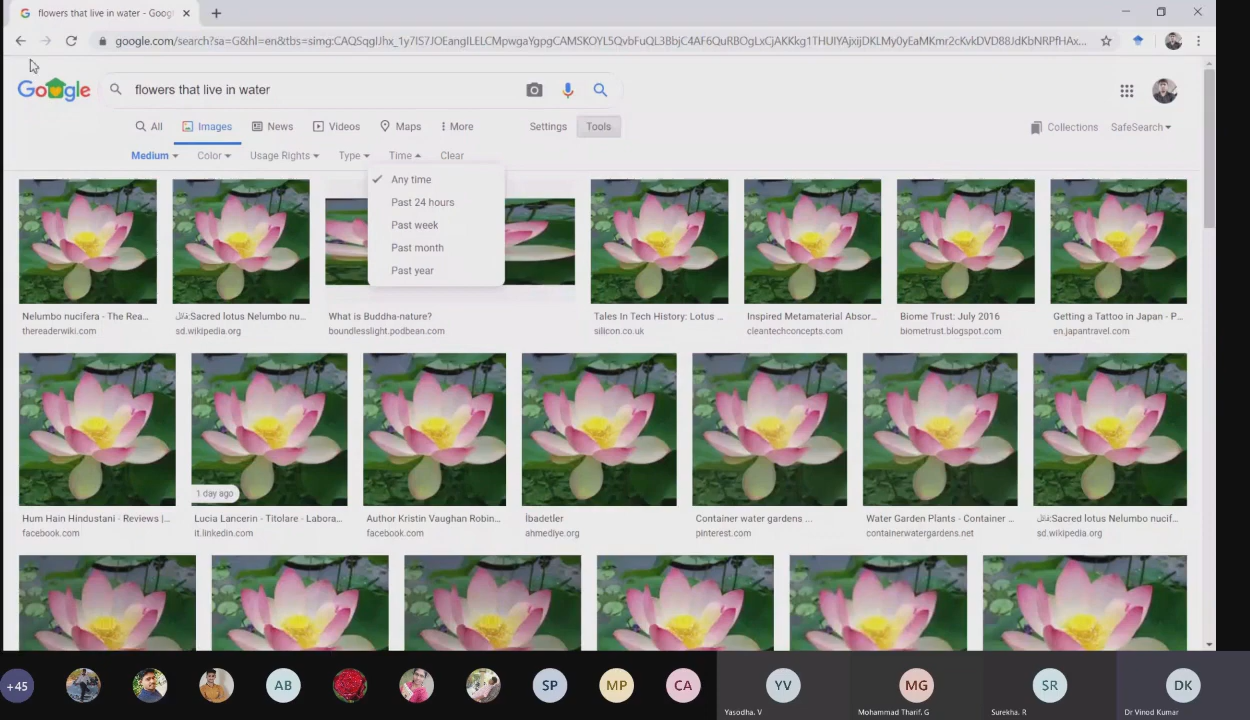 flowers that live in water - Goog
google.com/search?sa=G&hl=en&tbs=simg:
Google
flowers that live in water
All
Images
News
Videos
Maps
More
Settings
Tools
Collections
SafeSearch
Medium
Color
Usage Rights
Type
Time
Clear
Any time
Past 24 hours
Past week
Past month
Past year
Nelumbo nucifera - The Rea...
thereaderwiki.com
فائل:Sacred lotus Nelumbo nu...
sd.wikipedia.org
What is Buddha-nature?
boundlesslight.podbean.com
Tales In Tech History: Lotus ...
silicon.co.uk
Inspired Metamaterial Absor...
cleantechconcepts.com
Biome Trust: July 2016
biometrust.blogspot.com
Getting a Tattoo in Japan - P...
en.japantravel.com
1 day ago
Hum Hain Hindustani - Reviews |...
facebook.com
Lucia Lancerin - Titolare - Labora...
it.linkedin.com
Author Kristin Vaughan Robin...
facebook.com
İbadetler
ahmediye.org
Container water gardens ...
pinterest.com
Water Garden Plants - Container ...
containerwatergardens.net
فائل:Sacred lotus Nelumbo nucif...
sd.wikipedia.org
+45
AB
SP
MP
CA
YV
Yasodha. V
MG
Mohammad Tharif. G
SR
Surekha. R
DK
Dr Vinod Kumar